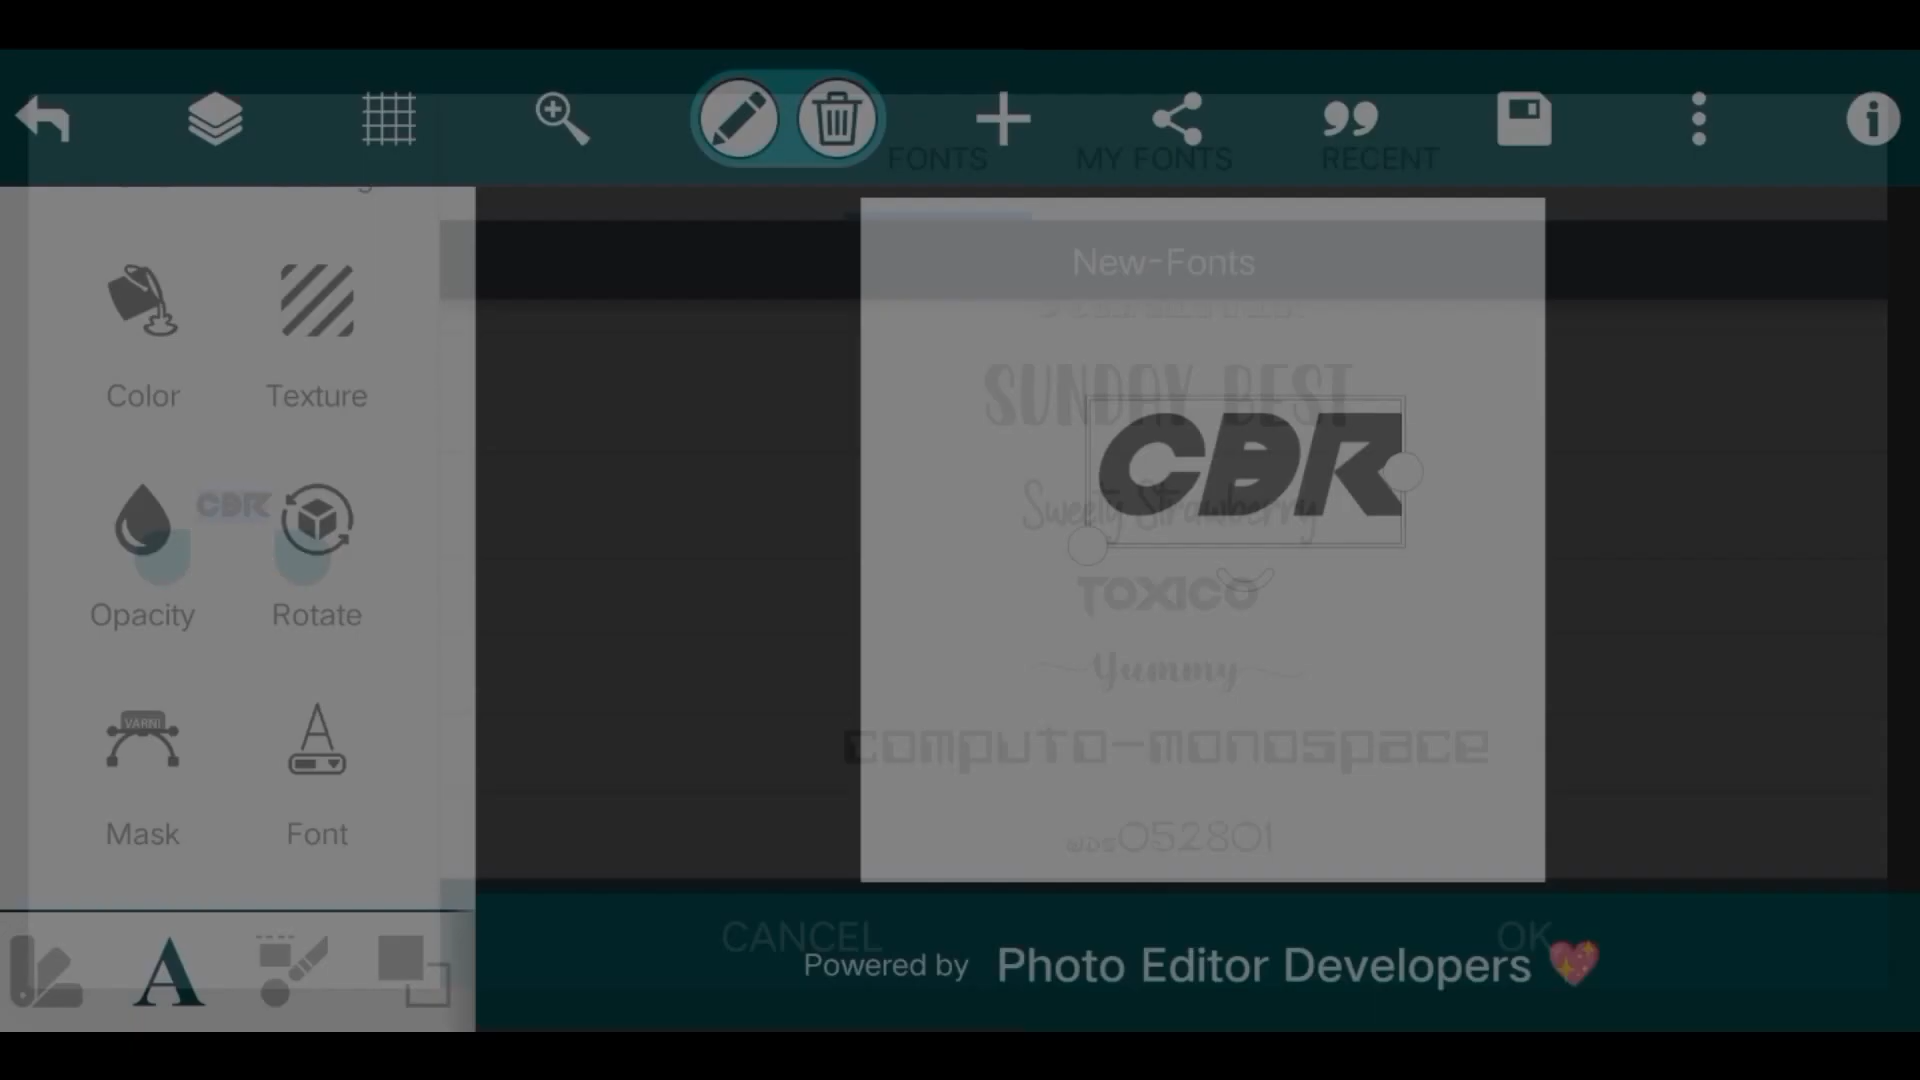 FONTS MY FONTS RECENT
New-Fonts
Color Texture
SUNDAY BEST
CDR
CDR
Sweety Strawberry
Opacity Rotate
TOXICO
Yummy
VARNI
computo-monospace
Mask Font
052801
CANCEL OK
A
Powered by Photo Editor Developers 💖